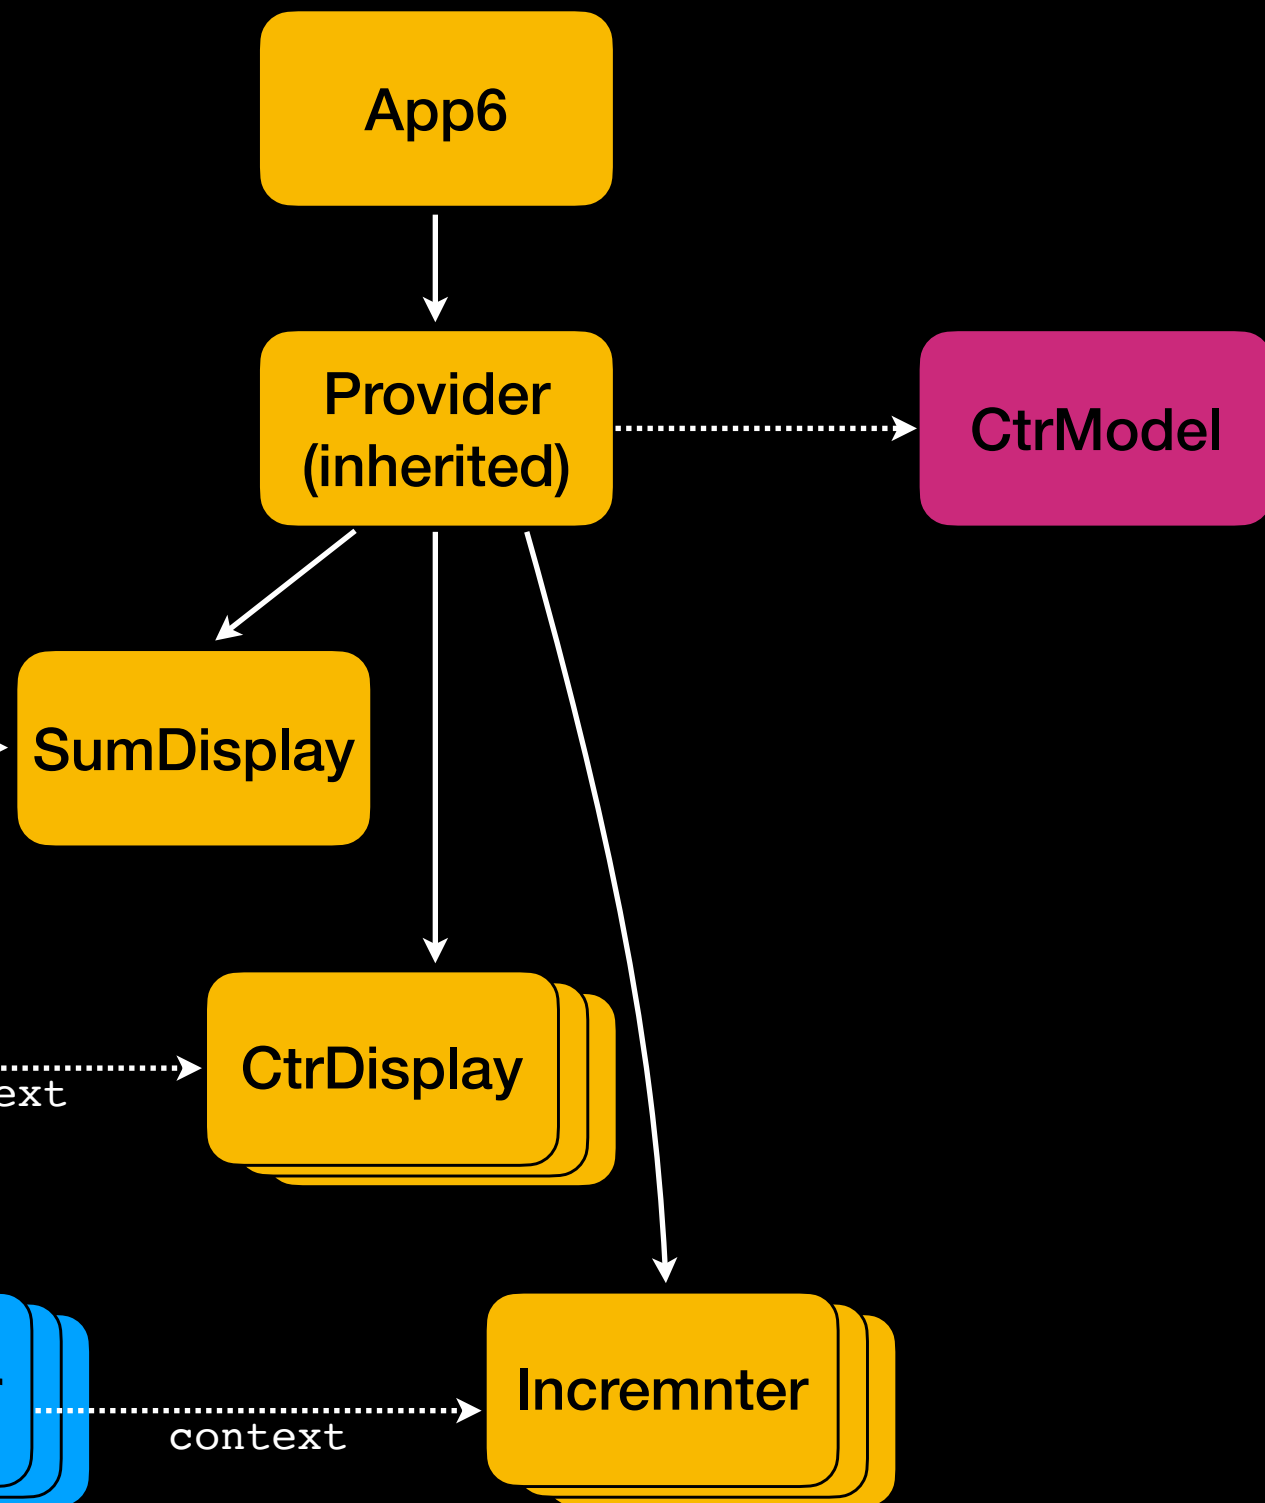 App6
Provider
(inherited)
CtrModel
SumDisplay
CtrDisplay
Incremnter
context